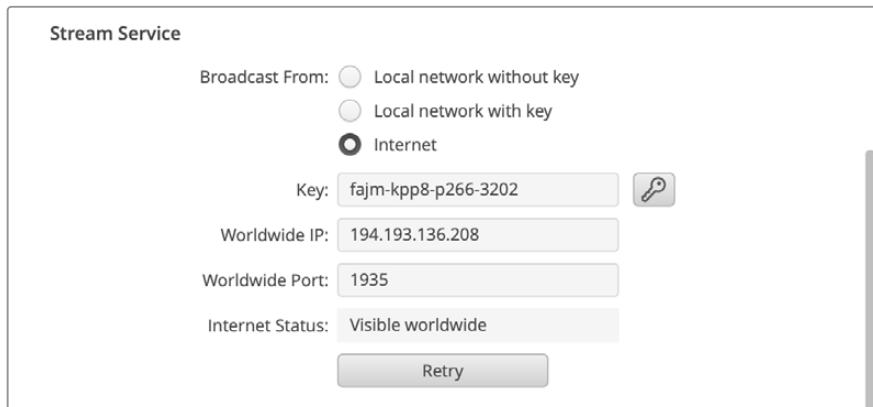 Stream Service
Broadcast From: Local network without key
Local network with key
Internet
Key: fajm-kpp8-p266-3202
Worldwide IP: 194.193.136.208
Worldwide Port: 1935
Internet Status: Visible worldwide
Retry